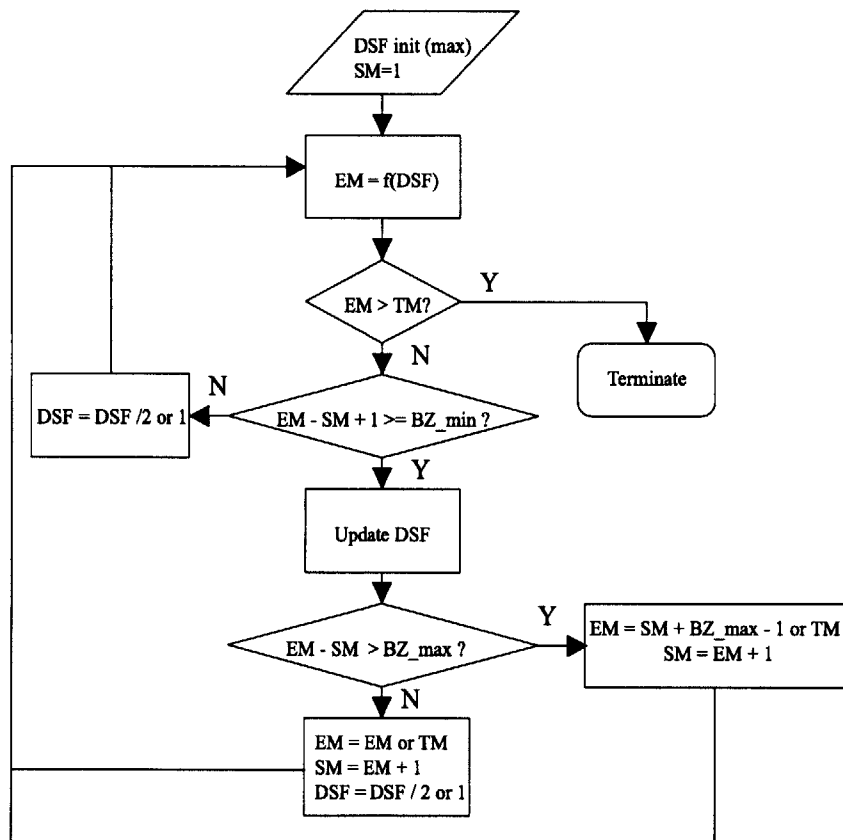 DSF init (max)
SM=1
EM = f(DSF)
EM > TM?
Y
N
Terminate
EM - SM + 1 >= BZ_min ?
N
DSF = DSF /2 or 1
Y
Update DSF
EM - SM > BZ_max ?
Y
EM = SM + BZ_max - 1 or TM
SM = EM + 1
N
EM = EM or TM
SM = EM + 1
DSF = DSF / 2 or 1